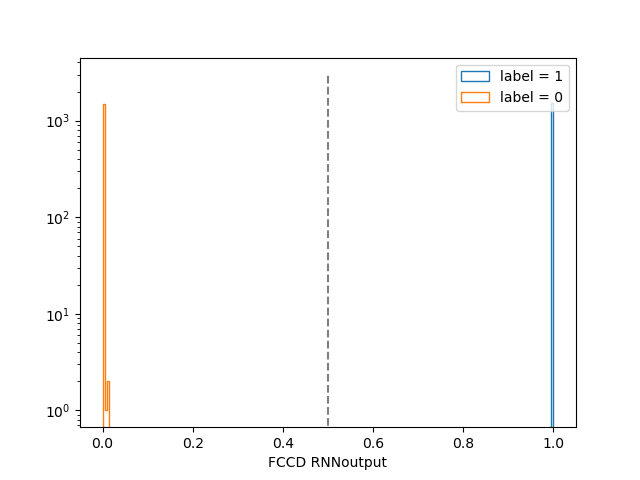 label = 1
label = 0
10³
10²
10¹
10⁰
0.0 0.2 0.4 0.6 0.8 1.0
FCCD RNNoutput